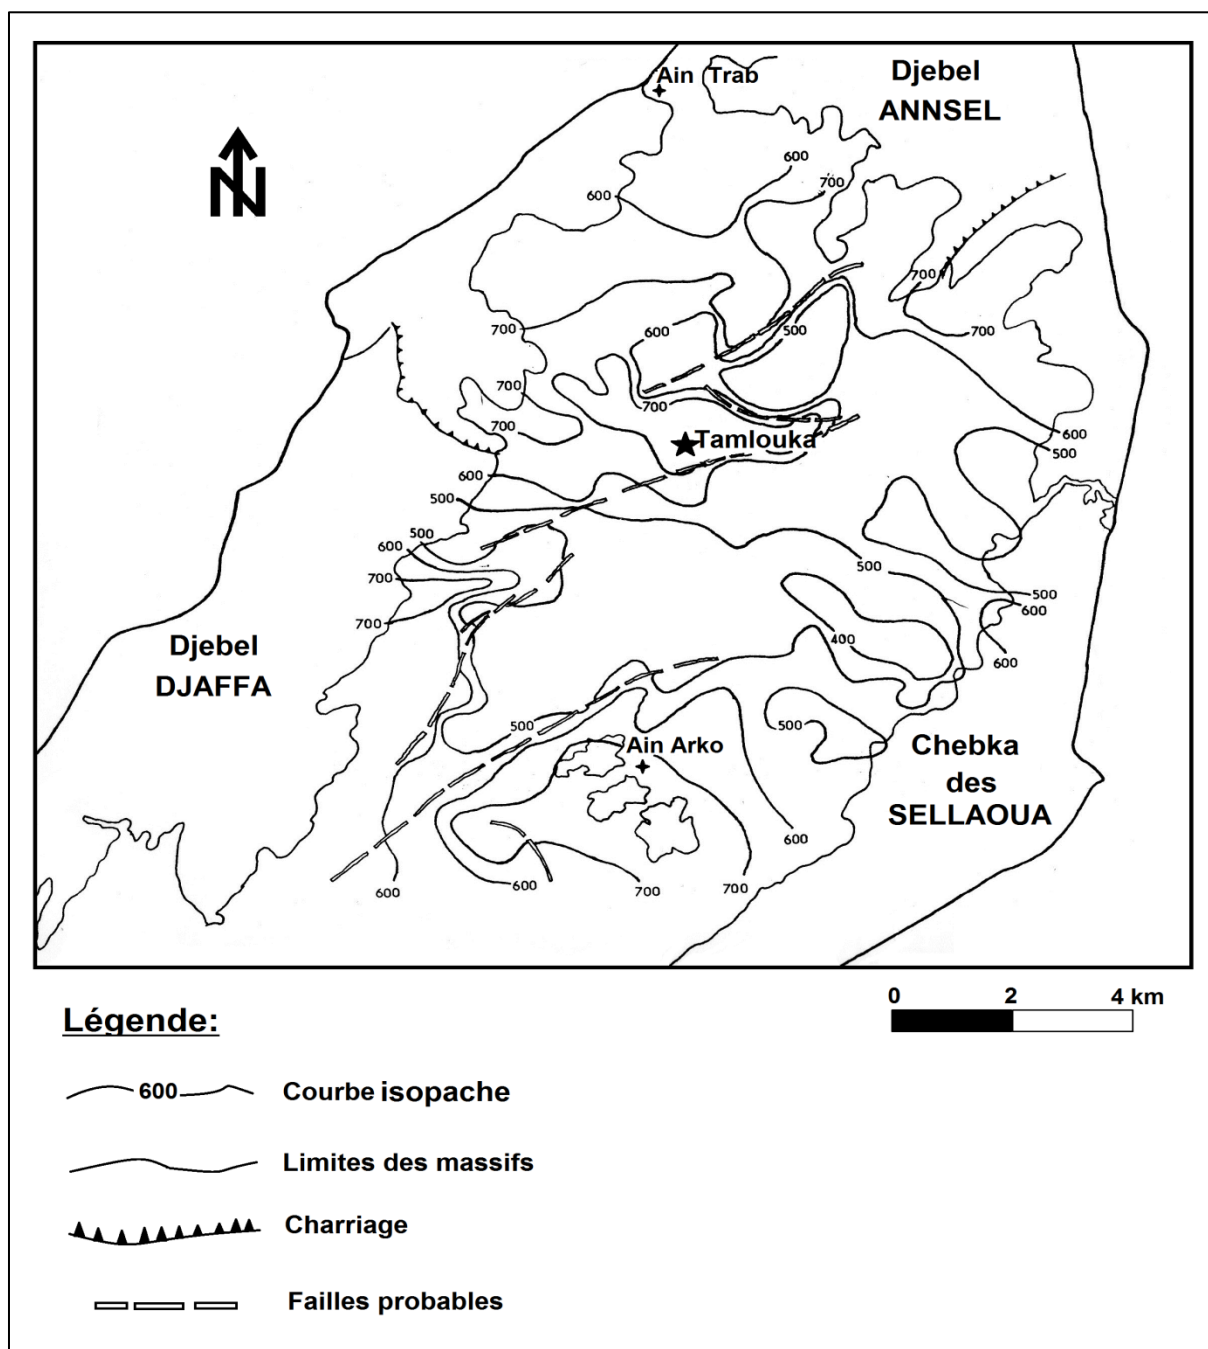 Ain Trab
Djebel
ANNSEL
N
600
600
700
700
700
700
600
500
700
700
700
600
500
Tamlouka
600
500
500
600
700
700
500
500
600
400
600
Djebel
DJAFFA
500
500
Ain Arko
Chebka
des
SELLAOUA
600
600
600
700
700
0 2 4 km
Légende:
600 Courbe isopache
Limites des massifs
Charriage
Failles probables